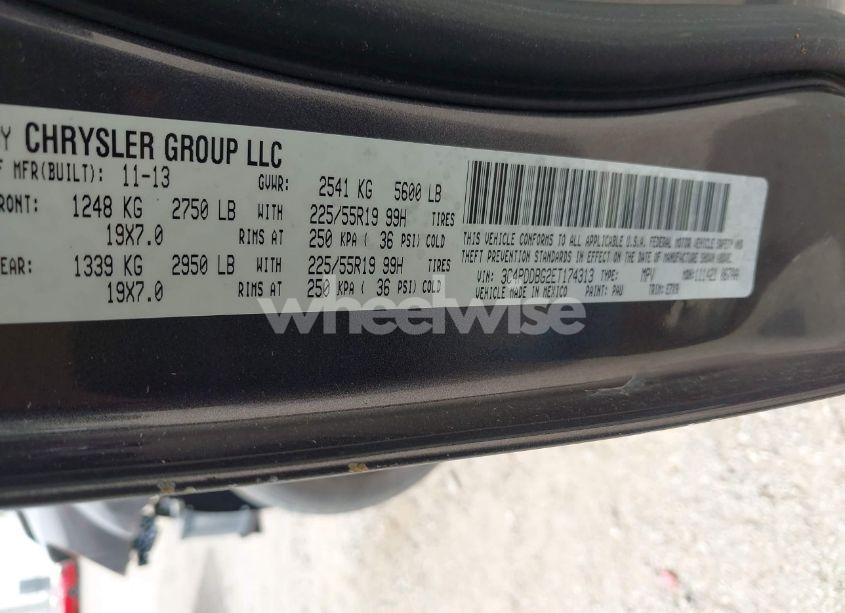 Y CHRYSLER GROUP LLC
F MFR(BUILT): 11-13 GVWR: 2541 KG 5600 LB
RONT: 1248 KG 2750 LB WITH 225/55R19 99H TIRES
19X7.0 RIMS AT 250 KPA ( 36 PSI) COLD
EAR: 1339 KG 2950 LB WITH 225/55R19 99H TIRES
19X7.0 RIMS AT 250 KPA ( 36 PSI) COLD
THIS VEHICLE CONFORMS TO ALL APPLICABLE U.S.A. FEDERAL MOTOR VEHICLE SAFETY AND
THEFT PREVENTION STANDARDS IN EFFECT ON THE DATE OF MANUFACTURE SHOWN ABOVE.
VIN: 3C4PDDBG2ET174313 TYPE: MPV MDH: 111422
VEHICLE MADE IN MEXICO PAINT: PAU TRIM:
wheelwise